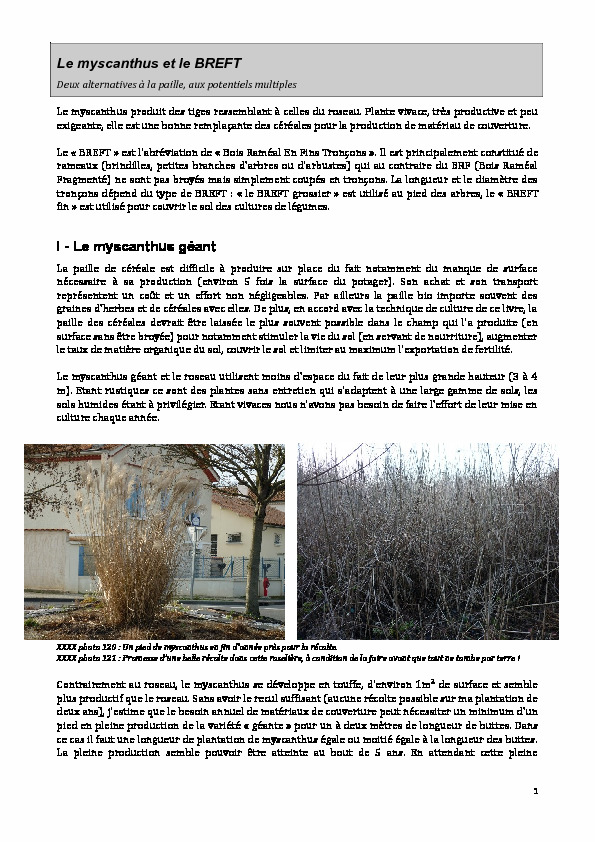 Le myscanthus et le BREFT
Deux alternatives à la paille, aux potentiels multiples
Le myscanthus produit des tiges ressemblant à celles du roseau. Plante vivace, très productive et peu
exigeante, elle est une bonne remplaçante des céréales pour la production de matériau de couverture.
Le « BREFT » est l'abréviation de « Bois Raméal En Fins Tronçons ». Il est principalement constitué de
rameaux (brindilles, petites branches d'arbres ou d'arbustes) qui au contraire du BRF (Bois Raméal
Fragmenté) ne sont pas broyés mais simplement coupés en tronçons. La longueur et le diamètre des
tronçons dépend du type de BREFT : « le BREFT grossier » est utilisé au pied des arbres, le « BREFT
fin » est utilisé pour couvrir le sol des cultures de légumes.
I - Le myscanthus géant
La paille de céréale est difficile à produire sur place du fait notamment du manque de surface
nécessaire à sa production (environ 5 fois la surface du potager). Son achat et son transport
représentent un coût et un effort non négligeables. Par ailleurs la paille bio importe souvent des
graines d'herbes et de céréales avec elles. De plus, en accord avec la technique de culture de ce livre, la
paille des céréales devrait être laissée le plus souvent possible dans le champ qui l'a produite (en
surface sans être broyée) pour notamment stimuler la vie du sol (en servant de nourriture), augmenter
le taux de matière organique du sol, couvrir le sol et limiter au maximum l'exportation de fertilité.
Le myscanthus géant et le roseau utilisent moins d'espace du fait de leur plus grande hauteur (3 à 4
m). Etant rustiques ce sont des plantes sans entretien qui s'adaptent à une large gamme de sols, les
sols humides étant à privilégier. Etant vivaces nous n'avons pas besoin de faire l'effort de leur mise en
culture chaque année.
XXXX photo 120 : Un pied de myscanthus en fin d'année près pour la récolte.
XXXX photo 121 : Promesse d'une belle récolte dans cette roselière, à condition de la faire avant que tout ne tombe par terre !
Contrairement au roseau, le myscanthus se développe en touffe, d'environ 1m² de surface et semble
plus productif que le roseau. Sans avoir le recul suffisant (aucune récolte possible sur ma plantation de
deux ans), j'estime que le besoin annuel de matériaux de couverture peut nécessiter un minimum d'un
pied en pleine production de la variété « géante » pour un à deux mètres de longueur de buttes. Dans
ce cas il faut une longueur de plantation de myscanthus égale ou moitié égale à la longueur des buttes.
La pleine production semble pouvoir être atteinte au bout de 5 ans. En attendant cette pleine
1